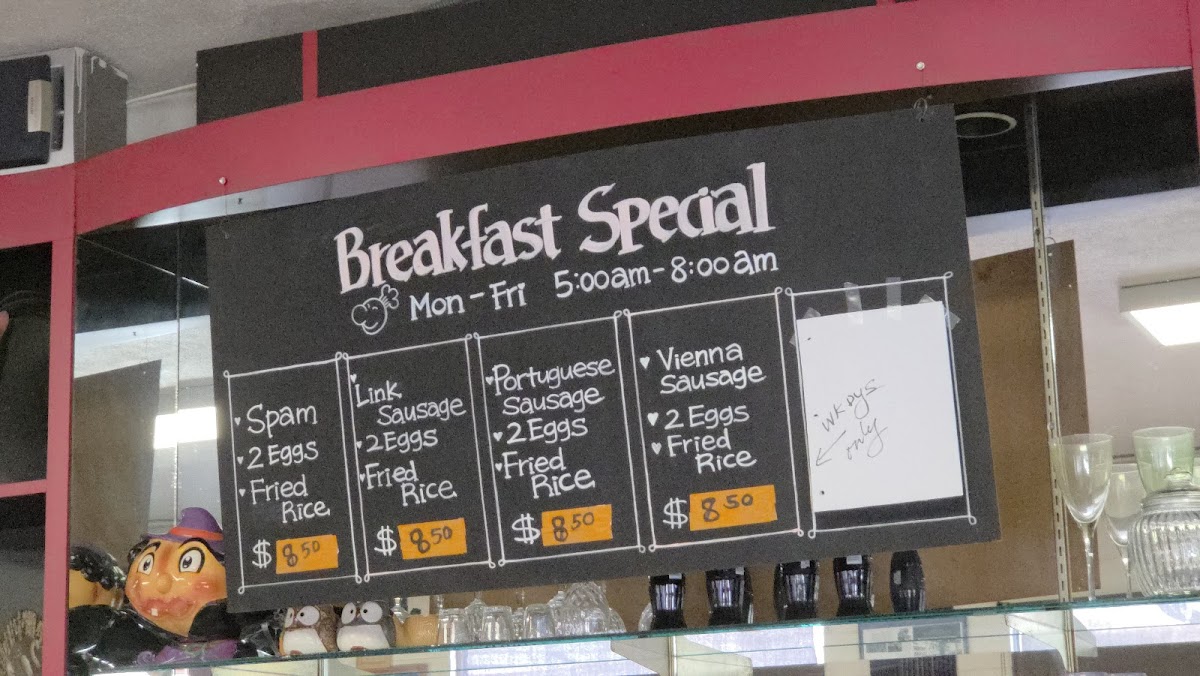 Breakfast Special
Mon - Fri 5:00am - 8:00am
♥ Spam
♥ 2 Eggs
♥ Fried
Rice
$ 8 50
♥ Link
Sausage
♥ 2 Eggs
♥ Fried
Rice
$ 8 50
♥ Portuguese
Sausage
♥ 2 Eggs
♥ Fried
Rice
$ 8 50
♥ Vienna
Sausage
♥ 2 Eggs
♥ Fried
Rice
$ 8 50
WKDYS
only